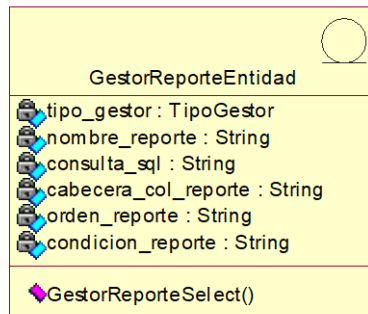 GestorReporteEntidad
tipo_gestor : TipoGestor
nombre_reporte : String
consulta_sql : String
cabecera_col_reporte : String
orden_reporte : String
condicion_reporte : String
GestorReporteSelect()